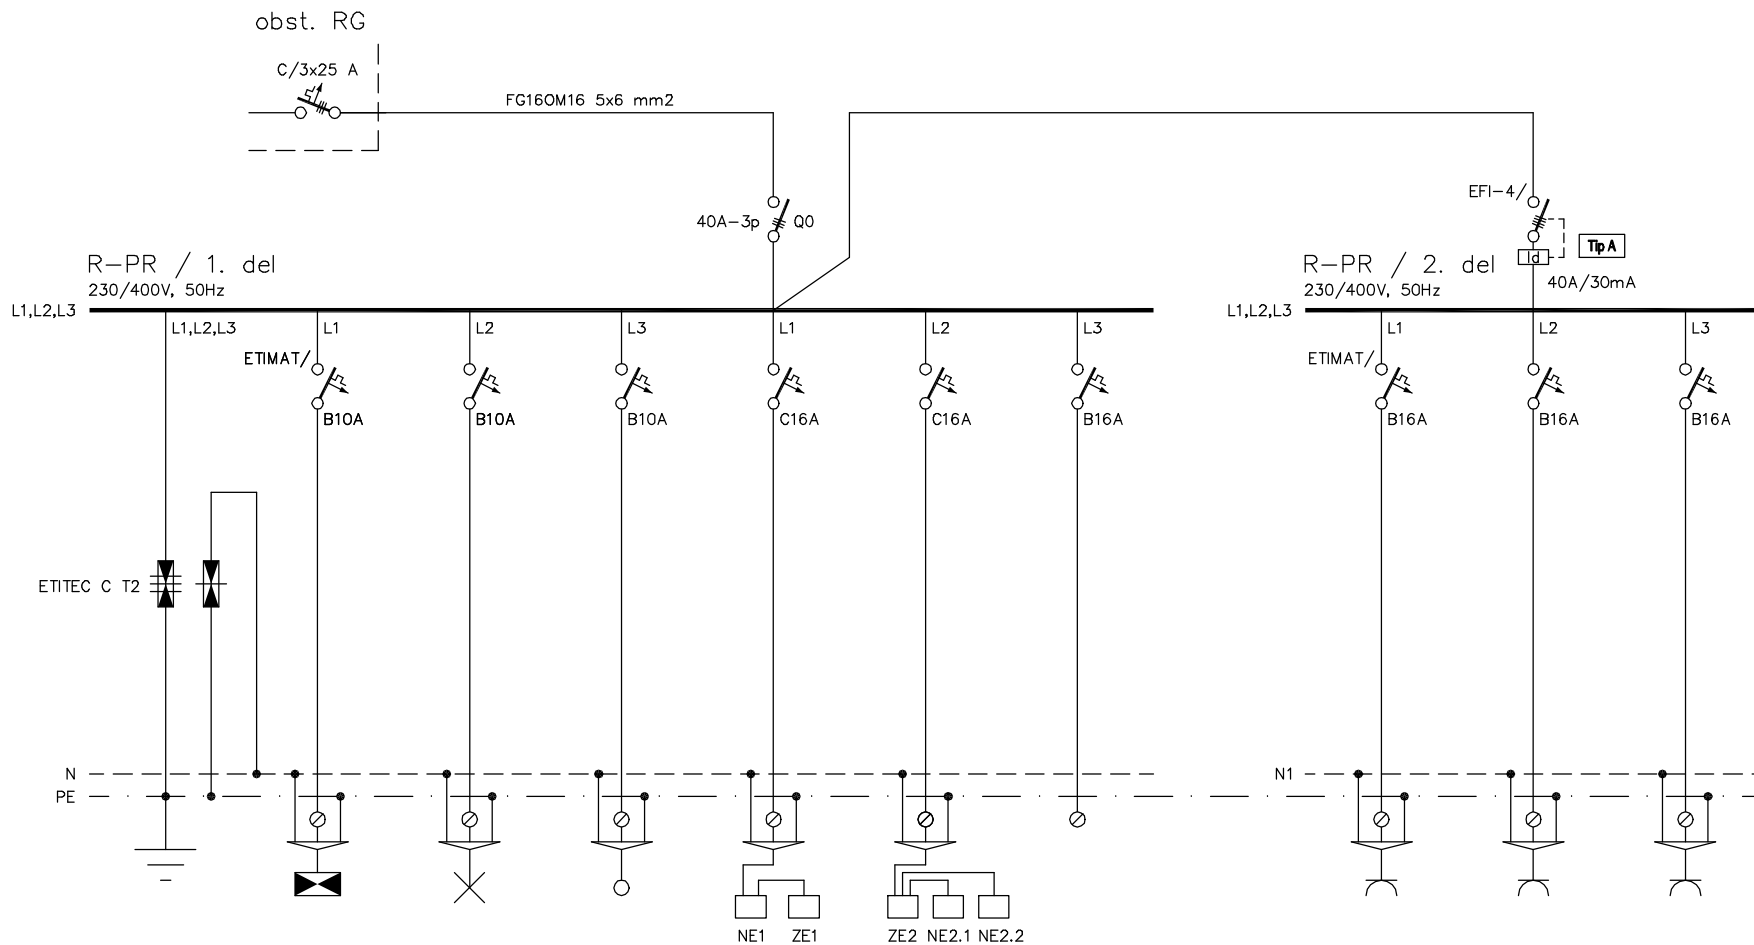 obst. RG
C/3x25 A
FG16OM16 5x6 mm2
EFI-4/
40A-3p Q0
Tip A
Id
R-PR / 1. del
230/400V, 50Hz
R-PR / 2. del
230/400V, 50Hz
40A/30mA
L1,L2,L3
L1,L2,L3
L1,L2,L3 L1 L2 L3 L1 L2 L3
L1 L2 L3
ETIMAT/
ETIMAT/
B10A B10A B10A C16A C16A B16A
B16A B16A B16A
ETITEC C T2
N
N1
PE
NE1 ZE1 ZE2 NE2.1 NE2.2